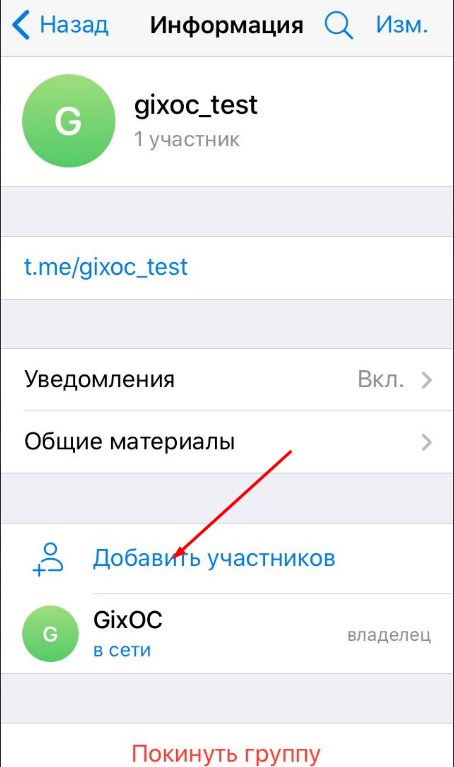 Назад Информация Изм.
G gixoc_test
1 участник
t.me/gixoc_test
Уведомления Вкл.
Общие материалы
Добавить участников
G GixOC владелец
в сети
Покинуть группу